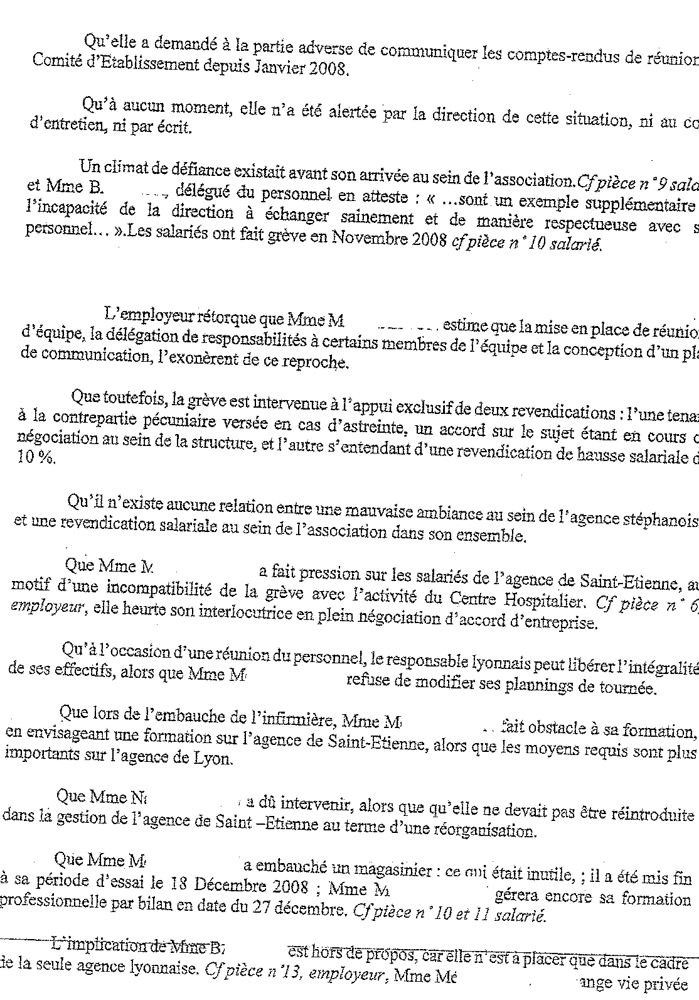 Qu'elle a demandé à la partie adverse de communiquer les comptes-rendus de réunion
Comité d'Etablissement depuis Janvier 2008.
Qu'à aucun moment, elle n'a été alertée par la direction de cette situation, ni au co
d'entretien, ni par écrit.
Un climat de défiance existait avant son arrivée au sein de l'association.Cf pièce n°9 sala
et Mme B. , délégué du personnel en atteste : « …sont un exemple supplémentaire
l'incapacité de la direction à échanger sainement et de manière respectueuse avec s
personnel… ».Les salariés ont fait grève en Novembre 2008 cf pièce n°10 salarié.
L'employeur rétorque que Mme M estime que la mise en place de réunio
d'équipe, la délégation de responsabilités à certains membres de l'équipe et la conception d'un pla
de communication, l'exonèrent de ce reproche.
Que toutefois, la grève est intervenue à l'appui exclusif de deux revendications : l'une tena
à la contrepartie pécuniaire versée en cas d'astreinte, un accord sur le sujet étant en cours d
négociation au sein de la structure, et l'autre s'entendant d'une revendication de hausse salariale d
10 %.
Qu'il n'existe aucune relation entre une mauvaise ambiance au sein de l'agence stéphanois
et une revendication salariale au sein de l'association dans son ensemble.
Que Mme M a fait pression sur les salariés de l'agence de Saint-Etienne, au
motif d'une incompatibilité de la grève avec l'activité du Centre Hospitalier. Cf pièce n° 6,
employeur, elle heurte son interlocutrice en plein négociation d'accord d'entreprise.
Qu'à l'occasion d'une réunion du personnel, le responsable lyonnais peut libérer l'intégralité
de ses effectifs, alors que Mme M refuse de modifier ses plannings de tournée.
Que lors de l'embauche de l'infirmière, Mme M fait obstacle à sa formation,
en envisageant une formation sur l'agence de Saint-Etienne, alors que les moyens requis sont plus
importants sur l'agence de Lyon.
Que Mme N a dû intervenir, alors que qu'elle ne devait pas être réintroduite
dans la gestion de l'agence de Saint –Etienne au terme d'une réorganisation.
Que Mme M a embauché un magasinier : ce qui était inutile, ; il a été mis fin
à sa période d'essai le 18 Décembre 2008 ; Mme M gérera encore sa formation
professionnelle par bilan en date du 27 décembre. Cf pièce n°10 et 11 salarié.
L'implication de Mme B est hors de propos, car elle n'est à placer que dans le cadre
de la seule agence lyonnaise. Cf pièce n°13, employeur, Mme Mé ange vie privée